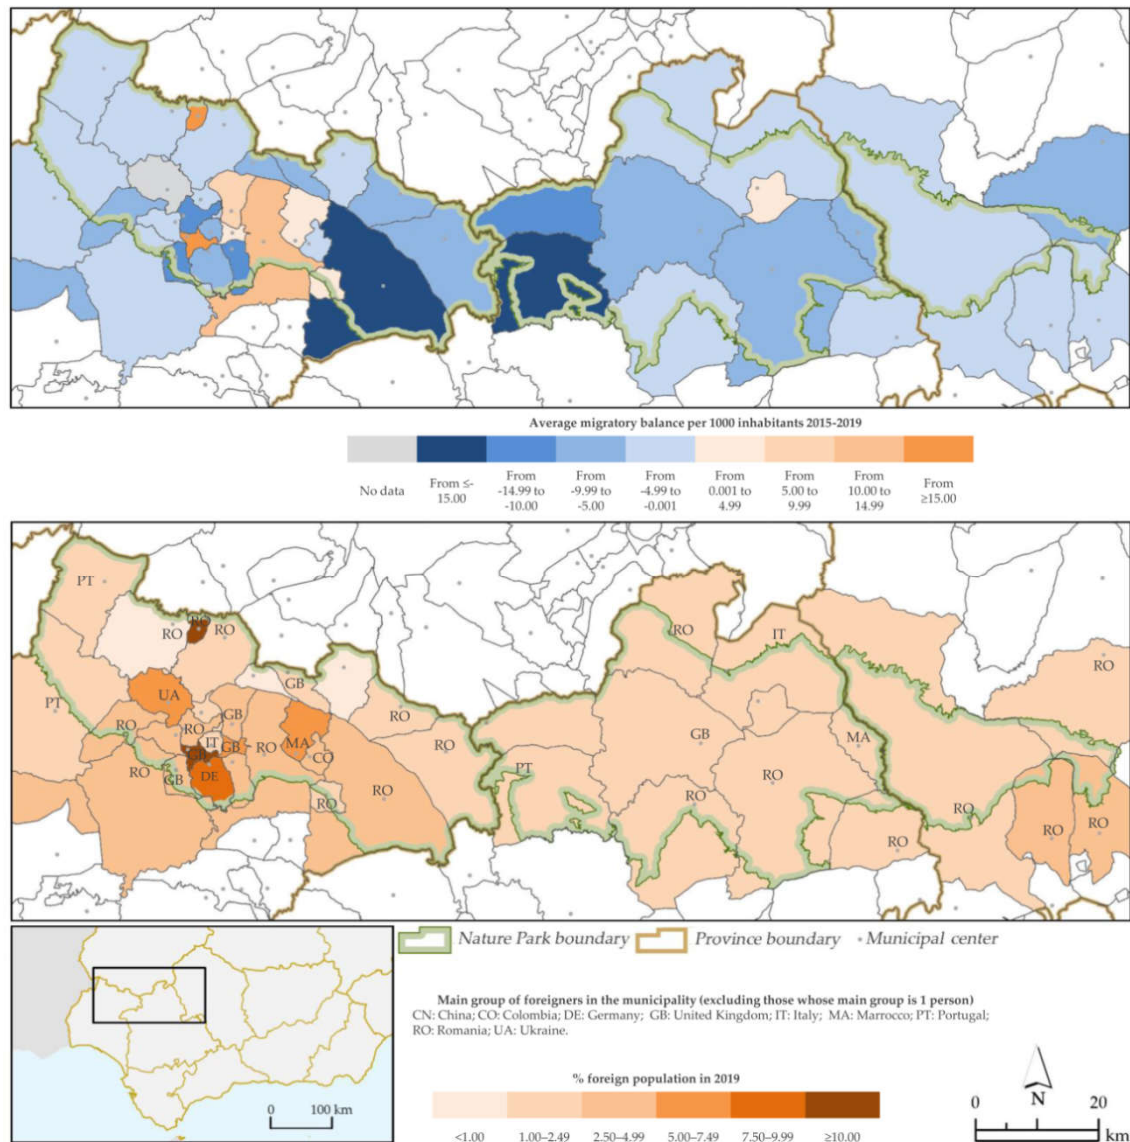 Average migratory balance per 1000 inhabitants 2015-2019
No data
From ≤-
15.00
From
-14.99 to
-10.00
From
-9.99 to
-5.00
From
-4.99 to
-0.001
From
0.001 to
4.99
From
5.00 to
9.99
From
10.00 to
14.99
From
≥15.00
PT
RO
RO
RO
IT
GB
RO
UA
PT
RO
GB
RO
RO
IT
GB
RO
MA
CO
RO
GB
MA
GB
RO
GB
DE
PT
RO
RO
RO
RO
RO
RO
RO
RO
Nature Park boundary
Province boundary
Municipal center
Main group of foreigners in the municipality (excluding those whose main group is 1 person)
CN: China; CO: Colombia; DE: Germany; GB: United Kingdom; IT: Italy; MA: Marrocco; PT: Portugal;
RO: Romania; UA: Ukraine.
% foreign population in 2019
<1.00
1.00–2.49
2.50–4.99
5.00–7.49
7.50–9.99
≥10.00
0 100 km
N
0 20
km